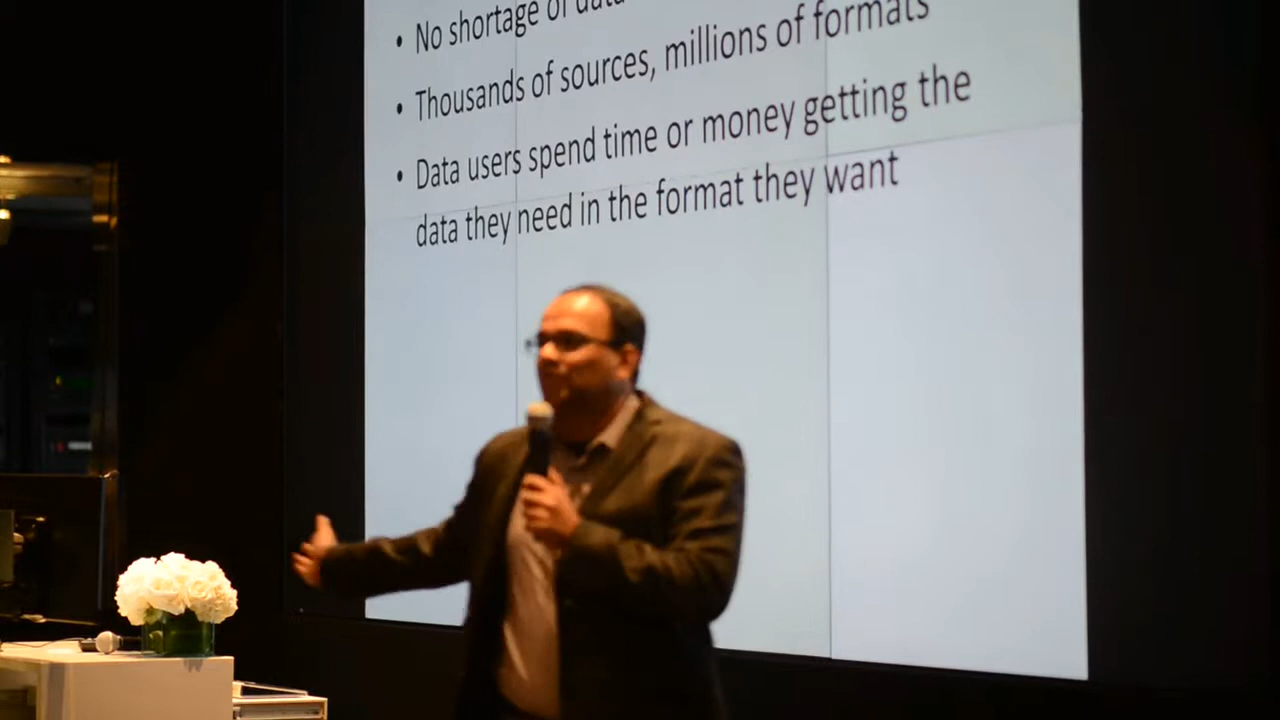 • No shortage of data
• Thousands of sources, millions of formats
• Data users spend time or money getting the
data they need in the format they want